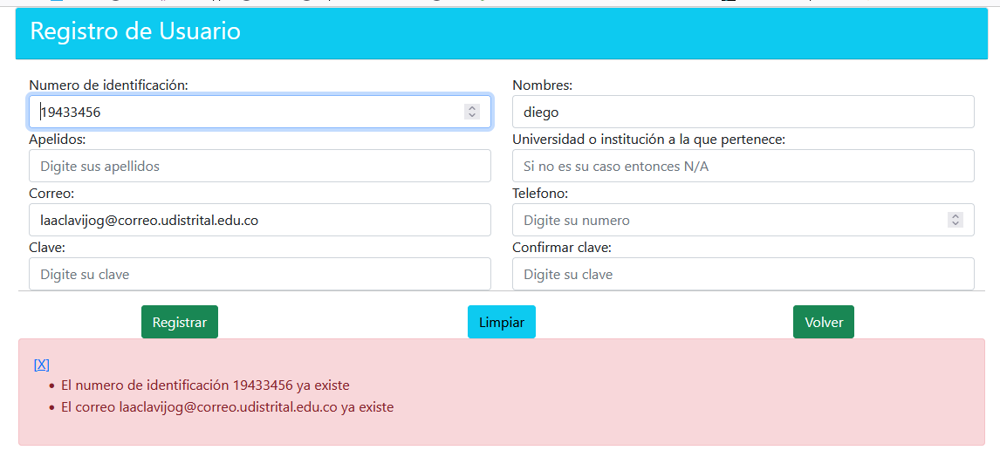 Registro de Usuario
Numero de identificación: Nombres:
19433456 diego
Apelidos: Universidad o institución a la que pertenece:
Digite sus apellidos Si no es su caso entonces N/A
Correo: Telefono:
laaclavijog@correo.udistrital.edu.co Digite su numero
Clave: Confirmar clave:
Digite su clave Digite su clave
Registrar Limpiar Volver
[X]
• El numero de identificación 19433456 ya existe
• El correo laaclavijog@correo.udistrital.edu.co ya existe